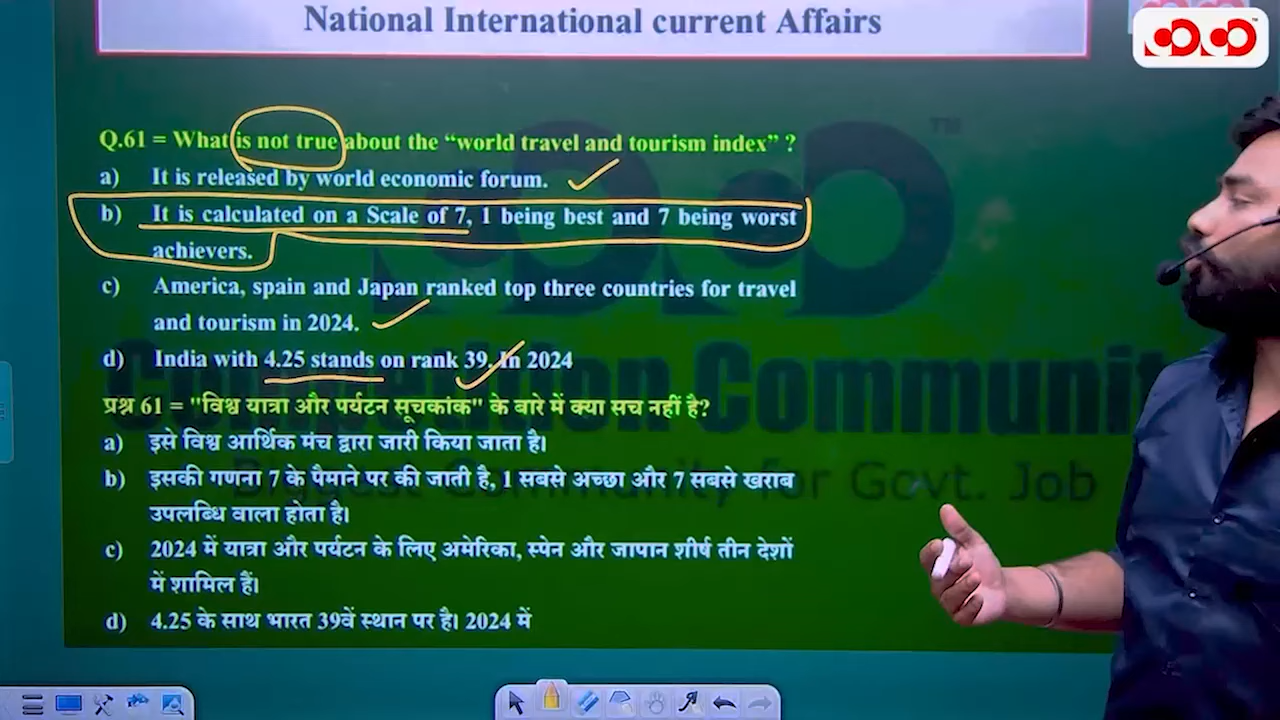 National International current Affairs
Q.61 = What is not true about the “world travel and tourism index” ?
a) It is released by world economic forum.
b) It is calculated on a Scale of 7, 1 being best and 7 being worst
achievers.
c) America, spain and Japan ranked top three countries for travel
and tourism in 2024.
d) India with 4.25 stands on rank 39. In 2024
प्रश्न 61 = "विश्व यात्रा और पर्यटन सूचकांक" के बारे में क्या सच नहीं है?
a) इसे विश्व आर्थिक मंच द्वारा जारी किया जाता है।
b) इसकी गणना 7 के पैमाने पर की जाती है, 1 सबसे अच्छा और 7 सबसे खराब
उपलब्धि वाला होता है।
c) 2024 में यात्रा और पर्यटन के लिए अमेरिका, स्पेन और जापान शीर्ष तीन देशों
में शामिल हैं।
d) 4.25 के साथ भारत 39वें स्थान पर है। 2024 में
Competition Communit
Biggest Community for Govt. Job
TM